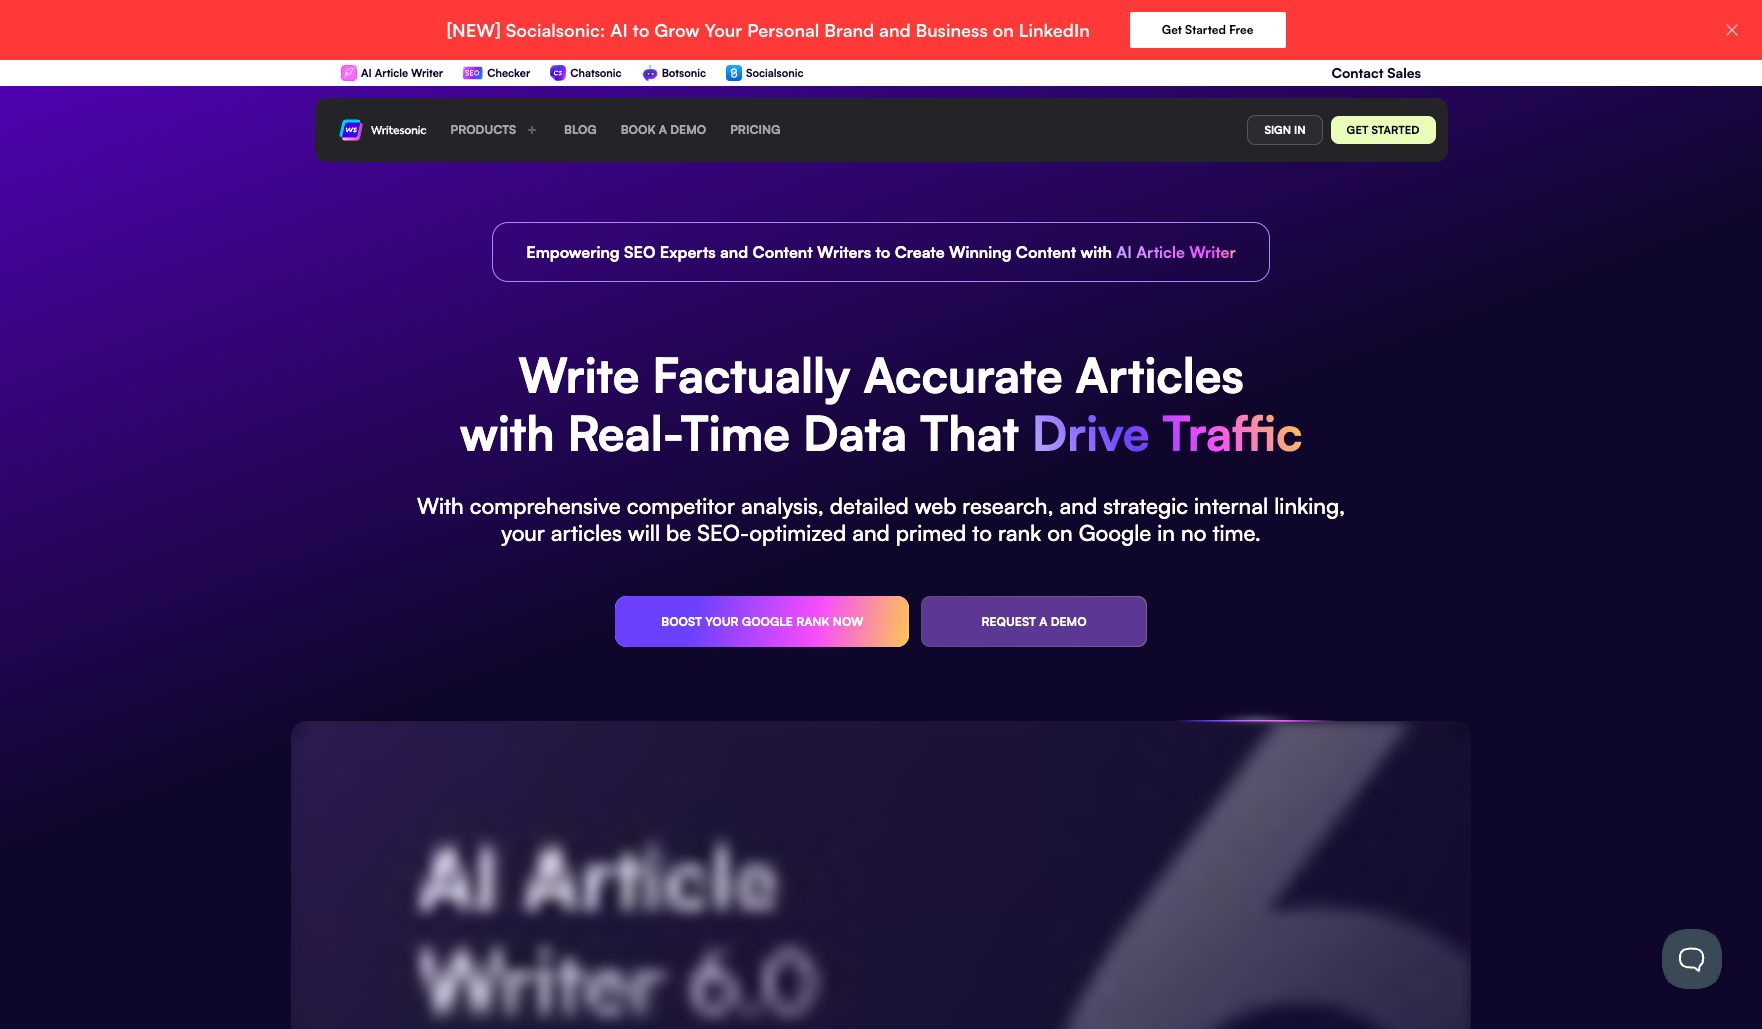 [NEW] Socialsonic: AI to Grow Your Personal Brand and Business on LinkedIn
Get Started Free
AI Article Writer
SEO
Checker
CS
Chatsonic
Botsonic
Socialsonic
Contact Sales
WS
Writesonic
PRODUCTS +
BLOG
BOOK A DEMO
PRICING
SIGN IN
GET STARTED
Empowering SEO Experts and Content Writers to Create Winning Content with AI Article Writer
Write Factually Accurate Articles
with Real-Time Data That Drive Traffic
With comprehensive competitor analysis, detailed web research, and strategic internal linking,
your articles will be SEO-optimized and primed to rank on Google in no time.
BOOST YOUR GOOGLE RANK NOW
REQUEST A DEMO
AI Article
Writer 6.0
6